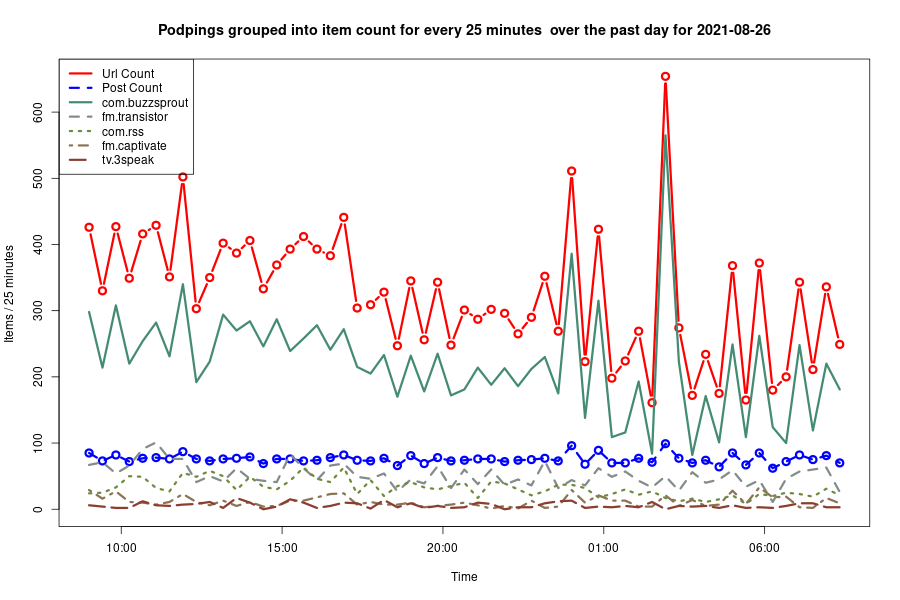 Podpings grouped into item count for every 25 minutes  over the past day for 2021-08-26
Url Count
Post Count
com.buzzsprout
fm.transistor
com.rss
fm.captivate
tv.3speak
Items / 25 minutes
600
500
400
300
200
100
0
10:00 15:00 20:00 01:00 06:00
Time